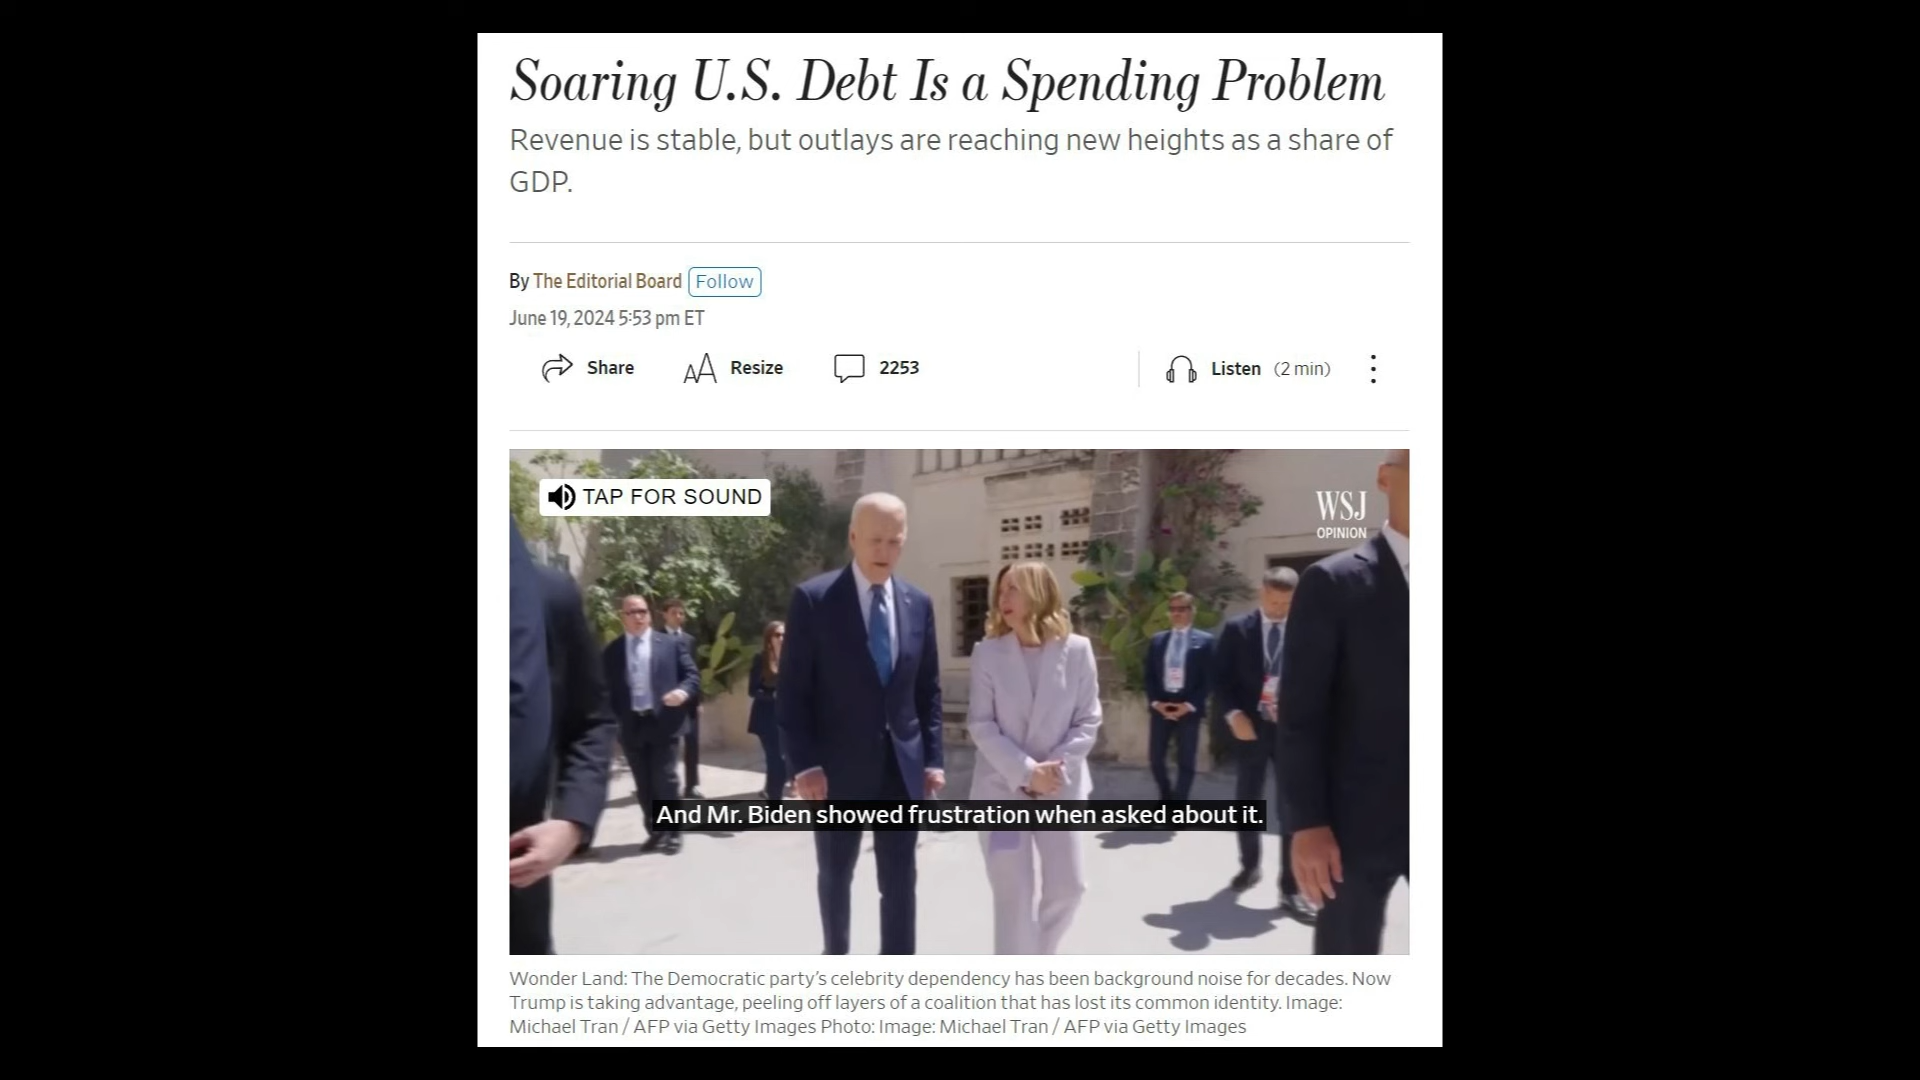 Soaring U.S. Debt Is a Spending Problem
Revenue is stable, but outlays are reaching new heights as a share of
GDP.
By The Editorial Board Follow
June 19, 2024 5:53 pm ET
Share Resize 2253 Listen (2 min)
TAP FOR SOUND
WSJ
OPINION
And Mr. Biden showed frustration when asked about it.
Wonder Land: The Democratic party's celebrity dependency has been background noise for decades. Now
Trump is taking advantage, peeling off layers of a coalition that has lost its common identity. Image:
Michael Tran / AFP via Getty Images Photo: Image: Michael Tran / AFP via Getty Images